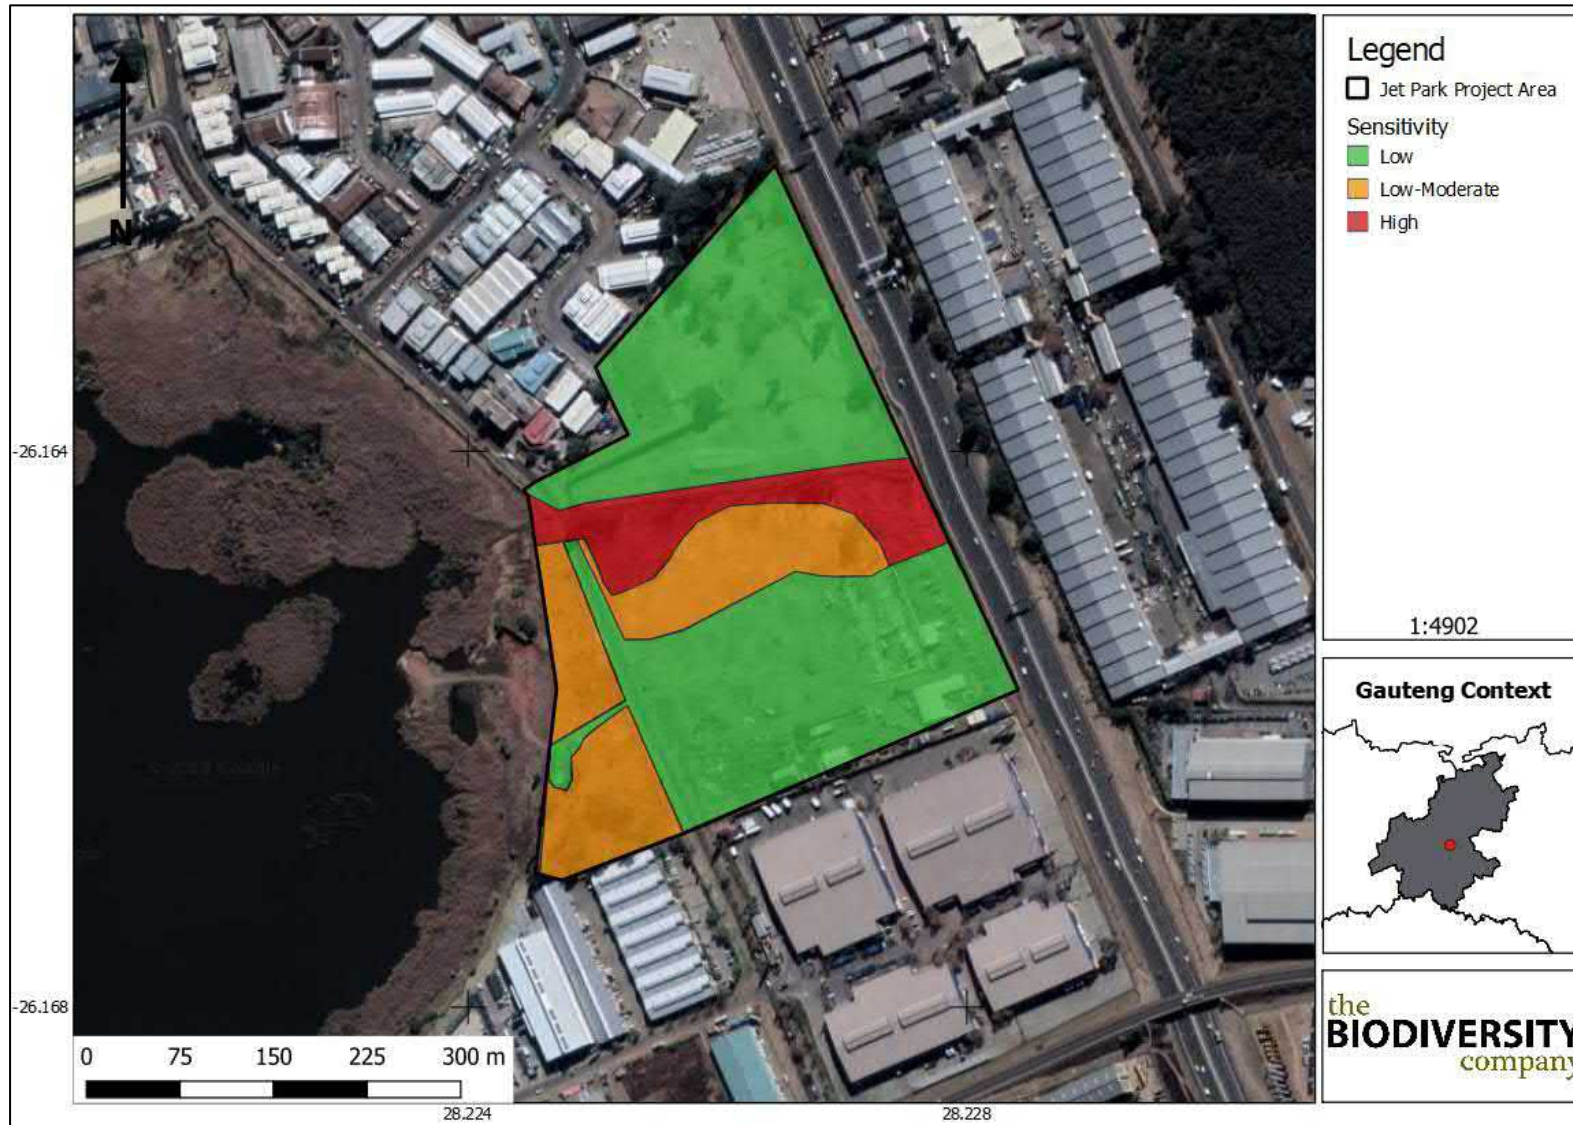 Legend
Jet Park Project Area
Sensitivity
Low
Low-Moderate
High
N
-26.164
1:4902
Gauteng Context
-26.168
0 75 150 225 300 m
28.224 28.228
the
BIODIVERSITY
company